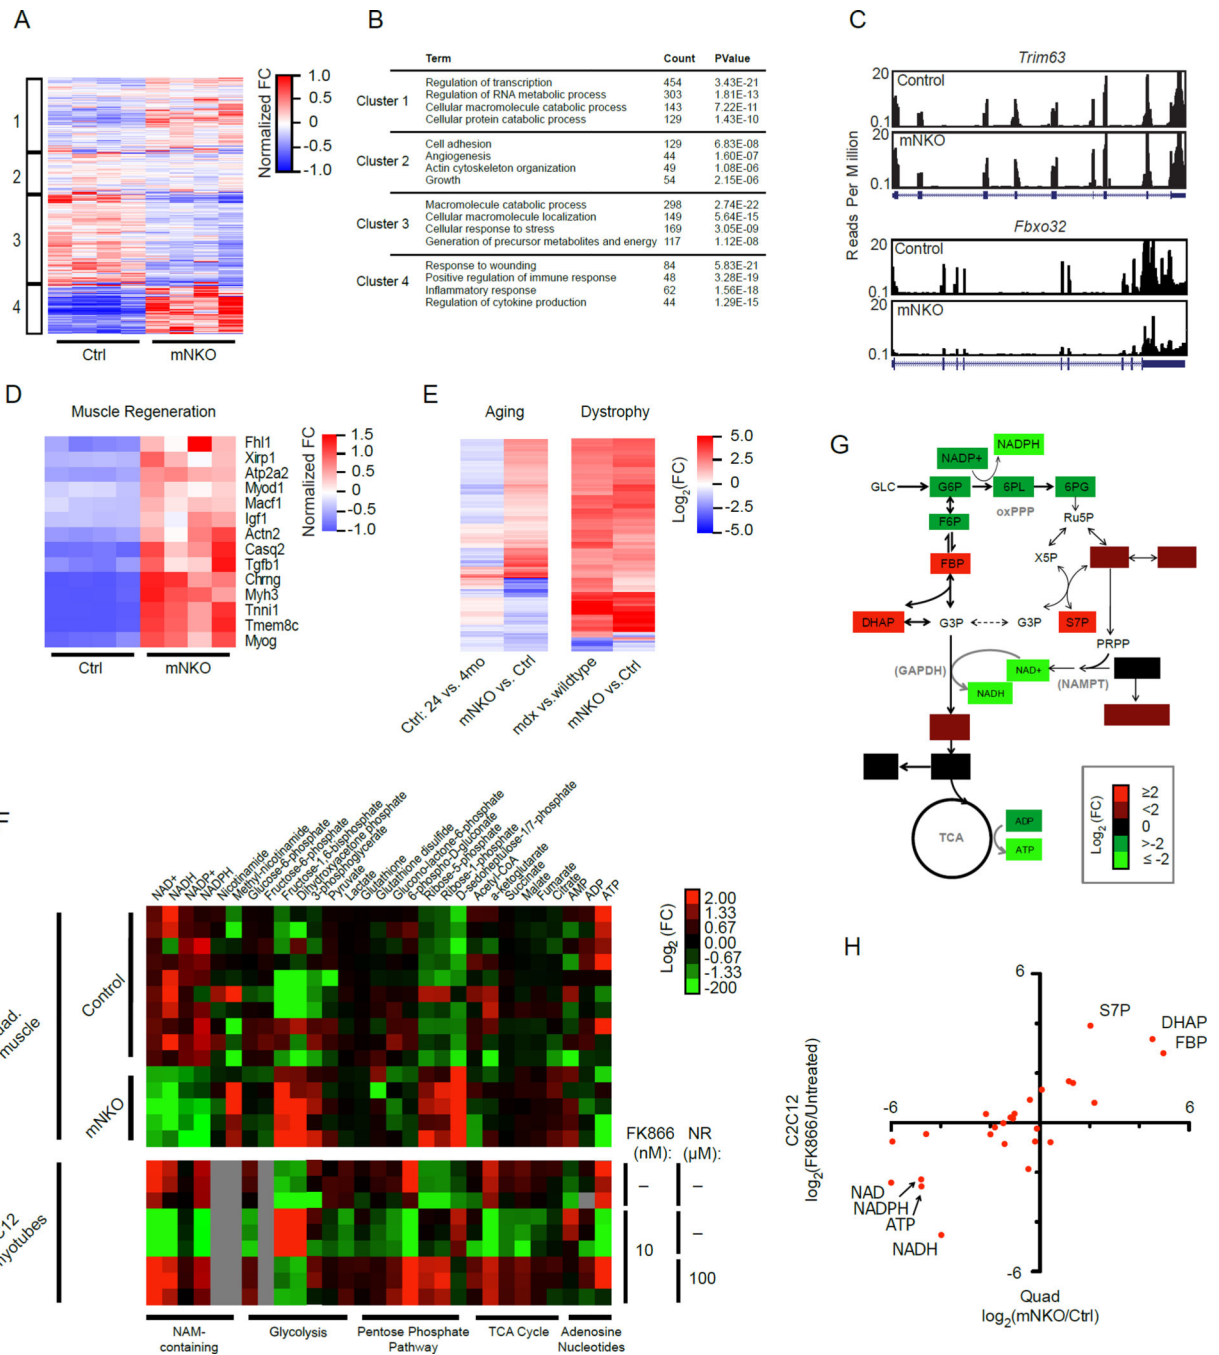 A
1
2
3
4
1.0
0.5
0
-0.5
-1.0
Normalized FC
Ctrl
mNKO
B
Term Count PValue
Cluster 1
Regulation of transcription 454 3.43E-21
Regulation of RNA metabolic process 303 1.81E-13
Cellular macromolecule catabolic process 143 7.22E-11
Cellular protein catabolic process 129 1.43E-10
Cluster 2
Cell adhesion 129 6.83E-08
Angiogenesis 44 1.60E-07
Actin cytoskeleton organization 49 1.08E-06
Growth 54 2.15E-06
Cluster 3
Macromolecule catabolic process 298 2.74E-22
Cellular macromolecule localization 149 5.64E-15
Cellular response to stress 169 3.05E-09
Generation of precursor metabolites and energy 117 1.12E-08
Cluster 4
Response to wounding 84 5.83E-21
Positive regulation of immune response 48 3.28E-19
Inflammatory response 62 1.56E-18
Regulation of cytokine production 44 1.29E-15
C
Trim63
20
Control
0.1
20
mNKO
0.1
Reads Per Million
Fbxo32
20
Control
0.1
20
mNKO
0.1
D
Muscle Regeneration
Fhl1
Xirp1
Atp2a2
Myod1
Macf1
Igf1
Actn2
Casq2
Tgfb1
Chrng
Myh3
Tnni1
Tmem8c
Myog
Ctrl
mNKO
Normalized FC
1.5
1.0
0.5
0
-0.5
-1.0
E
Aging
Dystrophy
Log2(FC)
5.0
2.5
0
-2.5
-5.0
Ctrl: 24 vs. 4mo
mNKO vs. Ctrl
mdx vs.wildtype
mNKO vs.Ctrl
G
NADP+
NADPH
GLC
G6P
6PL
6PG
oxPPP
Ru5P
F6P
X5P
FBP
DHAP
G3P
G3P
S7P
PRPP
(GAPDH)
NAD+
(NAMPT)
NADH
TCA
ADP
ATP
Log2 (FC)
≥2
<2
0
>-2
≤ -2
F
NAD+
NADH
NADP+
NADPH
Nicotinamide
Methyl-nicotinamide
Glucose-6-phosphate
Fructose-6-phosphate
Fructose-1,6-bisphosphate
Dihydroxyacetone phosphate
3-phosphoglycerate
Pyruvate
Lactate
Glutathione
Glutathione disulfide
Glucono-lactone-6-phosphate
6-phospho-D-gluconate
Ribose-5-phosphate
Ribose-1-phosphate
D-sedoheptulose-1/7-phosphate
Acetyl-CoA
a-ketoglutarate
Succinate
Malate
Fumarate
Citrate
AMP
ADP
ATP
Control
mNKO
muscle
Log2 (FC)
2.00
1.33
0.67
0.00
-0.67
-1.33
-200
FK866
(nM):
NR
(μM):
–
–
10
–
100
NAM-
containing
Glycolysis
Pentose Phosphate
Pathway
TCA Cycle
Adenosine
Nucleotides
H
6
S7P
DHAP
FBP
-6
6
C2C12
log2(FK866/Untreated)
NAD
NADPH
ATP
NADH
-6
Quad
log2(mNKO/Ctrl)